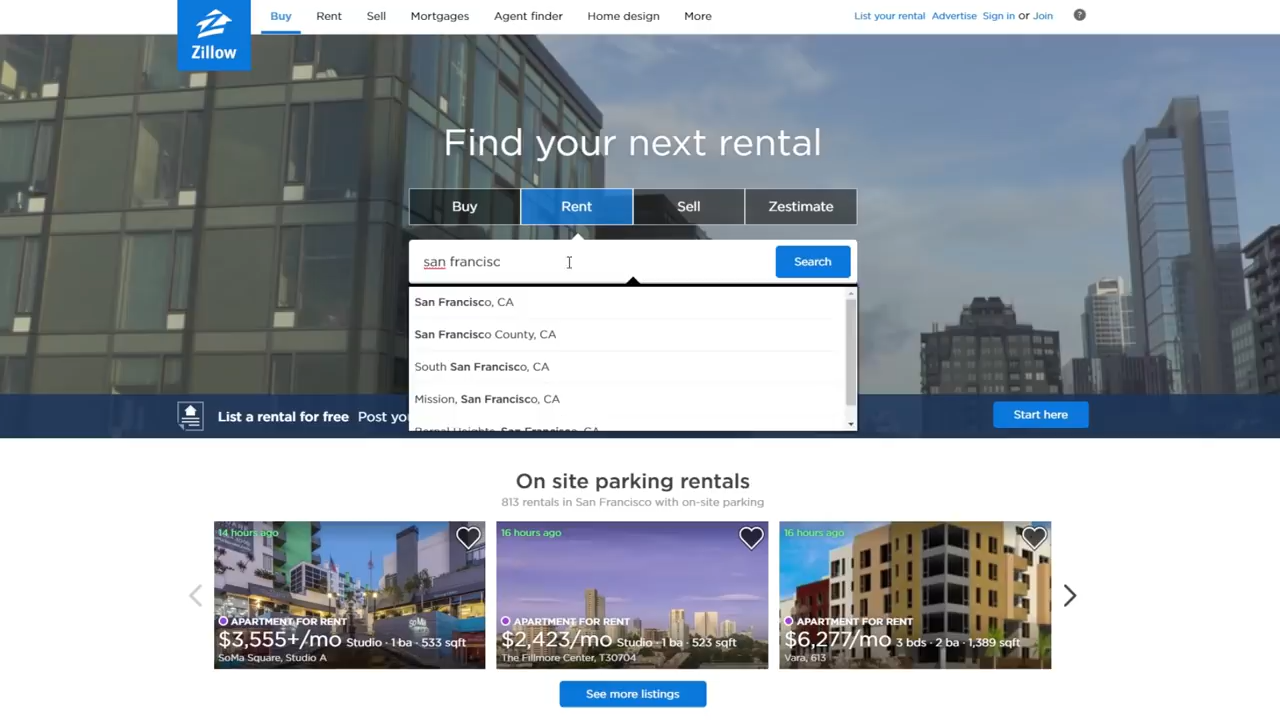 Zillow
Buy Rent Sell Mortgages Agent finder Home design More
List your rental Advertise Sign in or Join ?
Find your next rental
Buy Rent Sell Zestimate
san francisc
Search
San Francisco, CA
San Francisco County, CA
South San Francisco, CA
Mission, San Francisco, CA
Bernal Heights, San Francisco, CA
List a rental for free Post yo
Start here
On site parking rentals
813 rentals in San Francisco with on-site parking
14 hours ago
APARTMENT FOR RENT
$3,555+/mo Studio · 1 ba · 533 sqft
SoMa Square, Studio A
16 hours ago
APARTMENT FOR RENT
$2,423/mo Studio · 1 ba · 523 sqft
The Fillmore Center, T30704
16 hours ago
APARTMENT FOR RENT
$6,277/mo 3 bds · 2 ba · 1,389 sqft
Vara, 613
See more listings